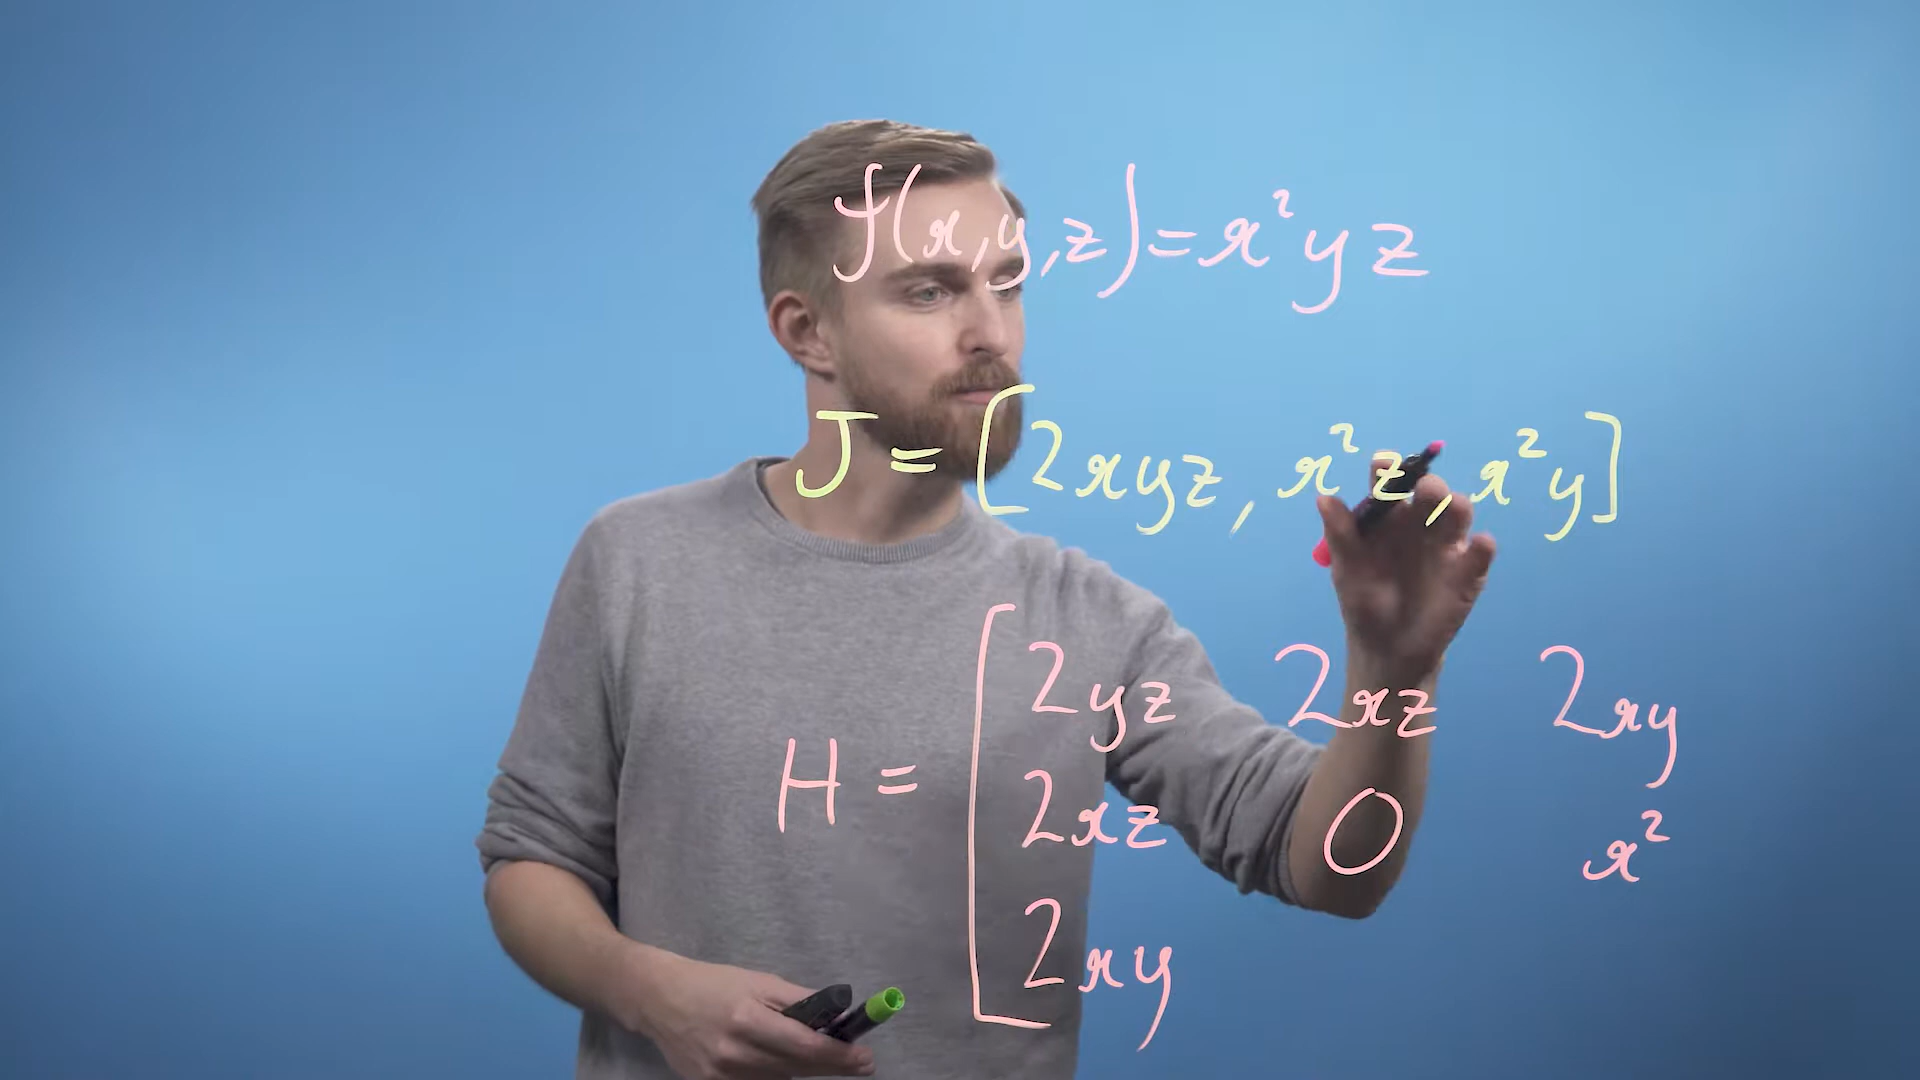 f(x,y,z)=x²yz
J = [2xyz, x²z, x²y]
H = [2yz 2xz 2xy
2xz 0 x²
2xy